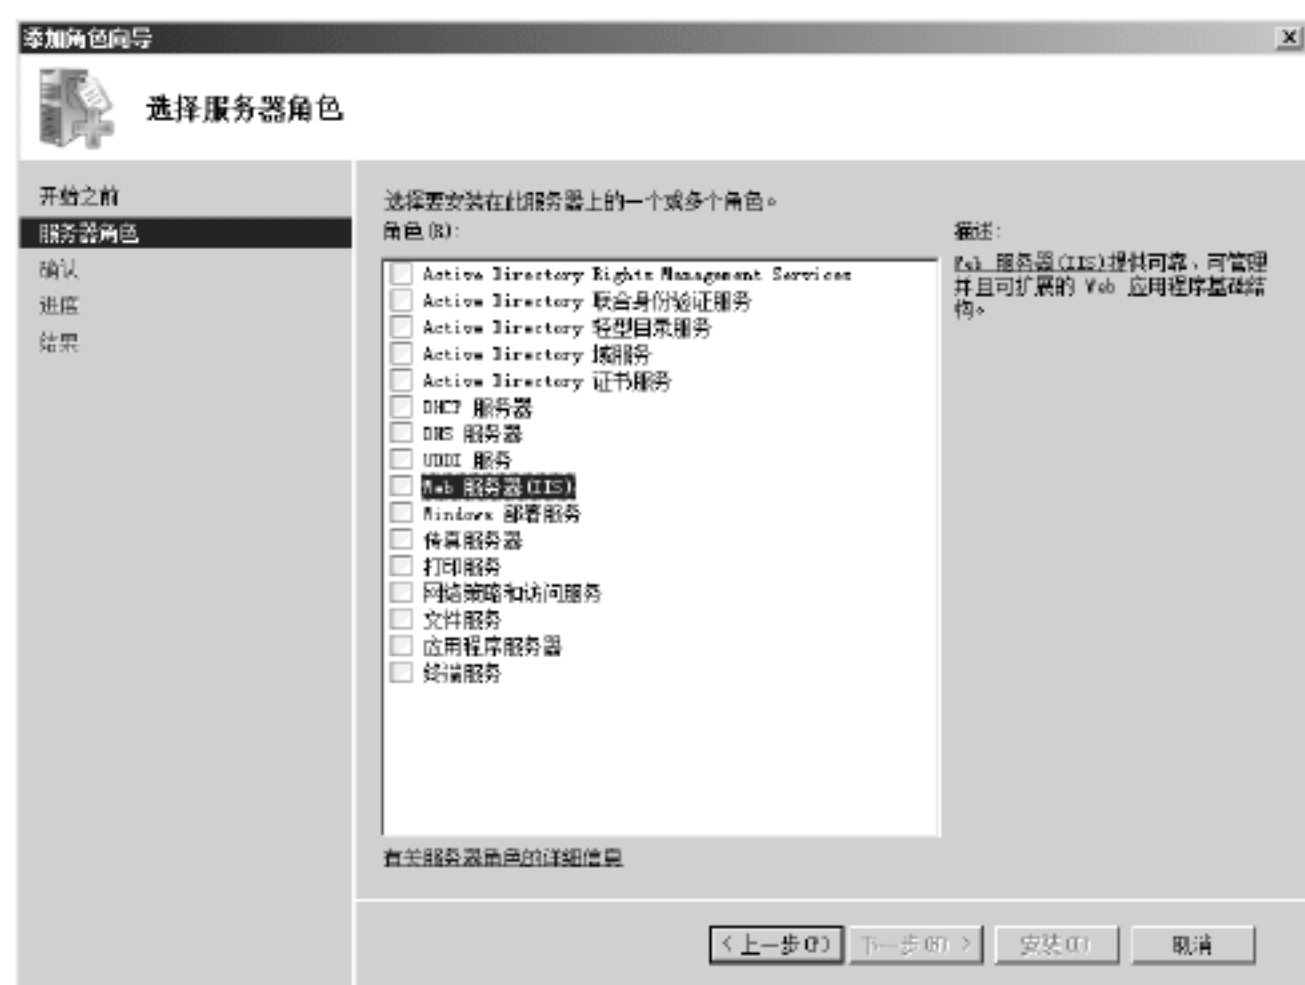 添加角色向导
选择服务器角色
开始之前
服务器角色
确认
进度
结果
选择要安装在此服务器上的一个或多个角色。
角色(R):
Active Directory Rights Management Services
Active Directory 联合身份验证服务
Active Directory 轻型目录服务
Active Directory 域服务
Active Directory 证书服务
DHCP 服务器
DNS 服务器
UDDI 服务
Web 服务器(IIS)
Windows 部署服务
传真服务器
打印服务
网络策略和访问服务
文件服务
应用程序服务器
终端服务
有关服务器角色的详细信息
描述:
Web 服务器(IIS)提供可靠、可管理
并且可扩展的 Web 应用程序基础结
构。
< 上一步(P)
下一步(N) >
安装(I)
取消